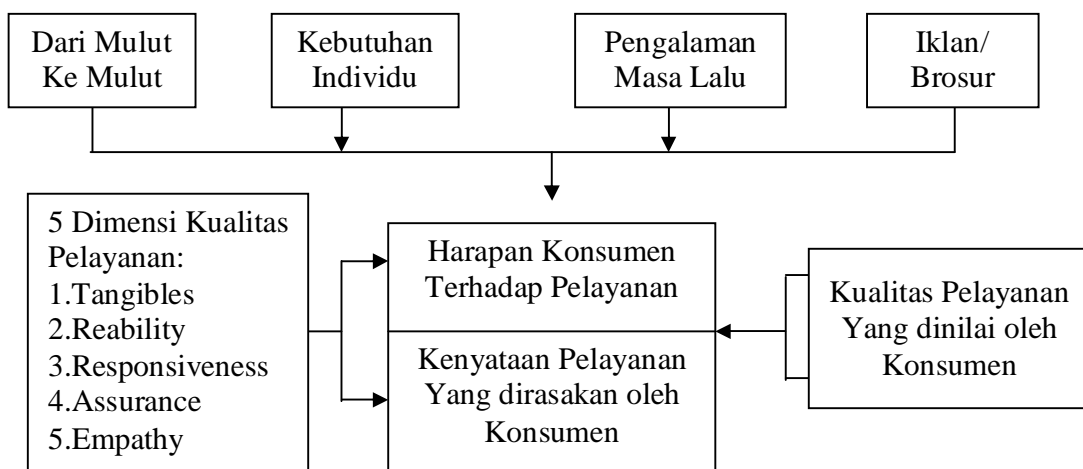 Dari Mulut
Ke Mulut
Kebutuhan
Individu
Pengalaman
Masa Lalu
Iklan/
Brosur
5 Dimensi Kualitas
Pelayanan:
1.Tangibles
2.Reability
3.Responsiveness
4.Assurance
5.Empathy
Harapan Konsumen
Terhadap Pelayanan
Kenyataan Pelayanan
Yang dirasakan oleh
Konsumen
Kualitas Pelayanan
Yang dinilai oleh
Konsumen